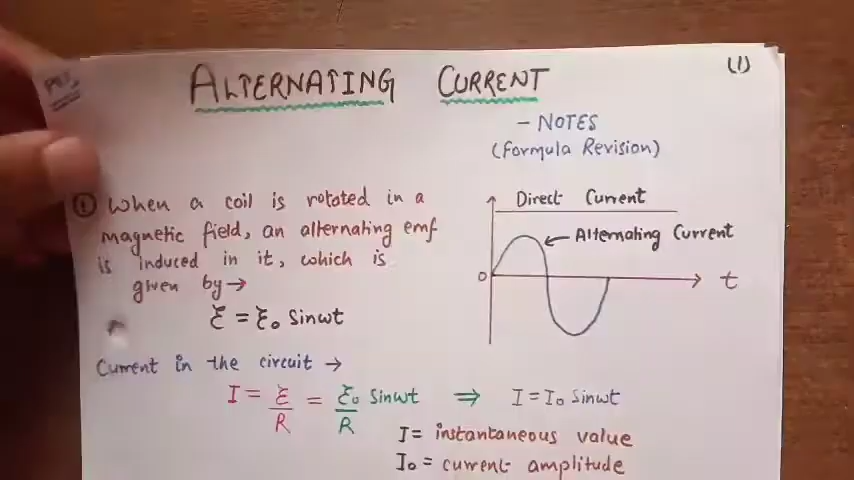 ALTERNATING CURRENT
(1)
- NOTES
(Formula Revision)
① When a coil is rotated in a
magnetic field, an alternating emf
is induced in it, which is
given by→
ξ = ξ₀ Sinωt
Direct Current
Alternating Current
0
t
Current in the circuit →
I = ξ/R = ξ₀/R Sinωt ⇒ I = I₀ Sinωt
I = instantaneous value
I₀ = current amplitude